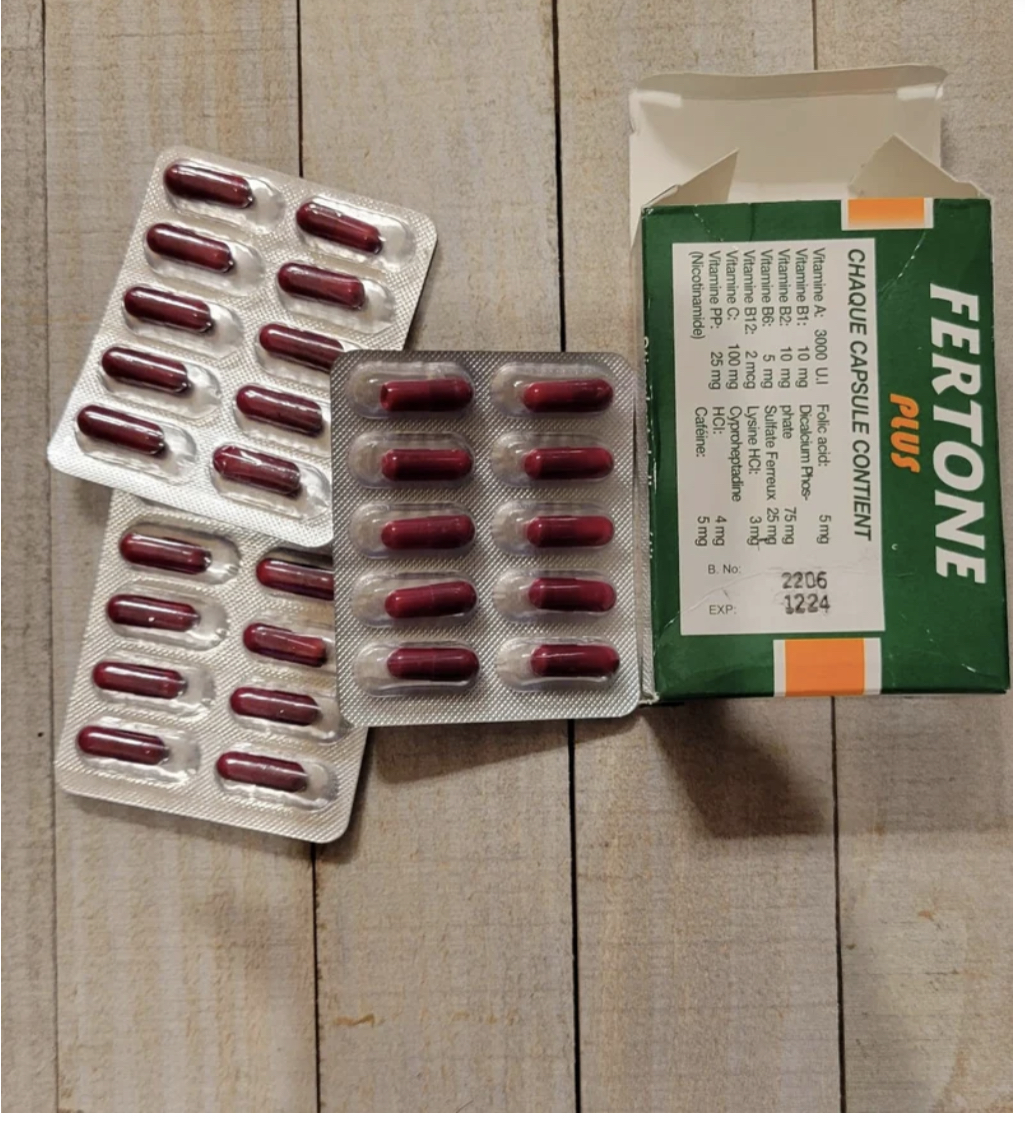 FERTONE
PLUS
CHAQUE CAPSULE CONTIENT
Vitamine A: 3000 U.I
Vitamine B1: 10 mg
Vitamine B2: 10 mg
Vitamine B6: 5 mg
Vitamine B12: 2 mcg
Vitamine C: 100 mg
Vitamine PP: 25 mg
(Nicotinamide)
Folic acid: 5 mg
Dicalcium Phos-
phate 75 mg
Sulfate Ferreux 25 mg
Lysine HCl: 3 mg
Cyproheptadine
HCl: 4 mg
Caféine: 5 mg
B. No: 2206
EXP: 1224